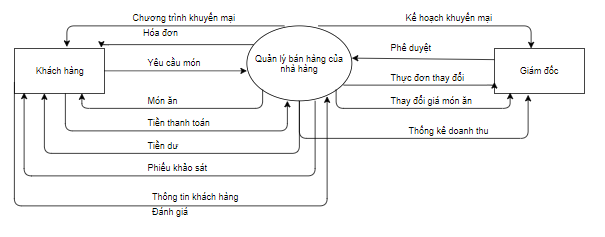 Chương trình khuyến mại
Kế hoạch khuyến mại
Hóa đơn
Phê duyệt
Quản lý bán hàng của
nhà hàng
Khách hàng
Yêu cầu món
Giám đốc
Thực đơn thay đổi
Món ăn
Thay đổi giá món ăn
Tiền thanh toán
Thống kê doanh thu
Tiền dư
Phiếu khảo sát
Thông tin khách hàng
Đánh giá